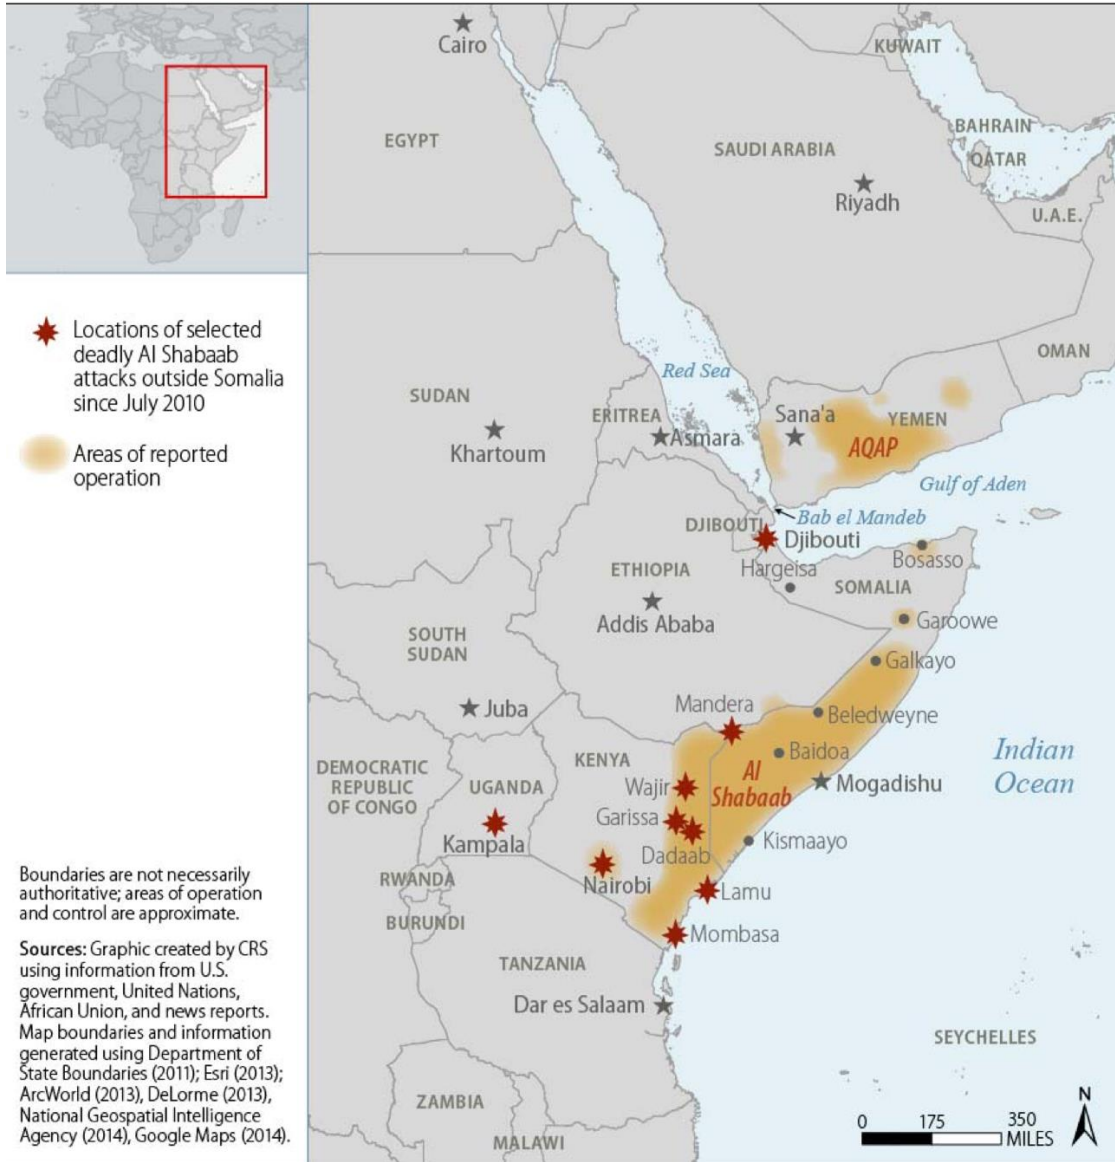 Cairo
KUWAIT
EGYPT
BAHRAIN
SAUDI ARABIA
QATAR
Riyadh
U.A.E.
Locations of selected
deadly Al Shabaab
attacks outside Somalia
since July 2010
Areas of reported
operation
OMAN
Red Sea
SUDAN
ERITREA
Sana'a
YEMEN
Khartoum
Asmara
AQAP
Gulf of Aden
Bab el Mandeb
DJIBOUTI
Djibouti
Bosasso
ETHIOPIA
Hargeisa
SOMALIA
Addis Ababa
Garoowe
SOUTH
SUDAN
Galkayo
Juba
Mandera
Beledweyne
Baidoa
Indian
Ocean
KENYA
DEMOCRATIC
REPUBLIC
OF CONGO
UGANDA
Wajir
Al
Shabaab
Mogadishu
Garissa
Kampala
Dadaab
Kismaayo
Nairobi
Lamu
RWANDA
BURUNDI
Mombasa
TANZANIA
Dar es Salaam
SEYCHELLES
ZAMBIA
MALAWI
Boundaries are not necessarily
authoritative; areas of operation
and control are approximate.
Sources: Graphic created by CRS
using information from U.S.
government, United Nations,
African Union, and news reports.
Map boundaries and information
generated using Department of
State Boundaries (2011); Esri (2013);
ArcWorld (2013), DeLorme (2013),
National Geospatial Intelligence
Agency (2014), Google Maps (2014).
N
0 175 350
MILES